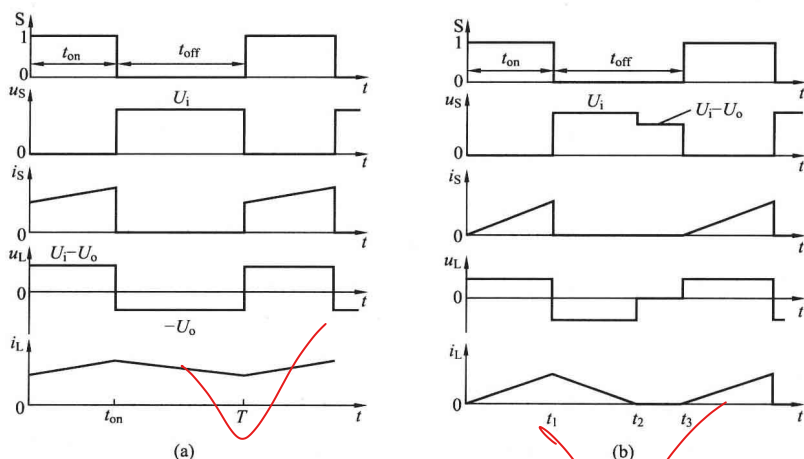 S
1
t_on
t_off
0
t
u_S
U_i
0
t
i_S
0
t
u_L
U_i−U_o
0
t
−U_o
i_L
0
t_on
T
t
(a)
S
1
t_on
t_off
0
t
u_S
U_i
U_i−U_o
0
t
i_S
0
t
u_L
0
t
i_L
0
t_1
t_2
t_3
t
(b)